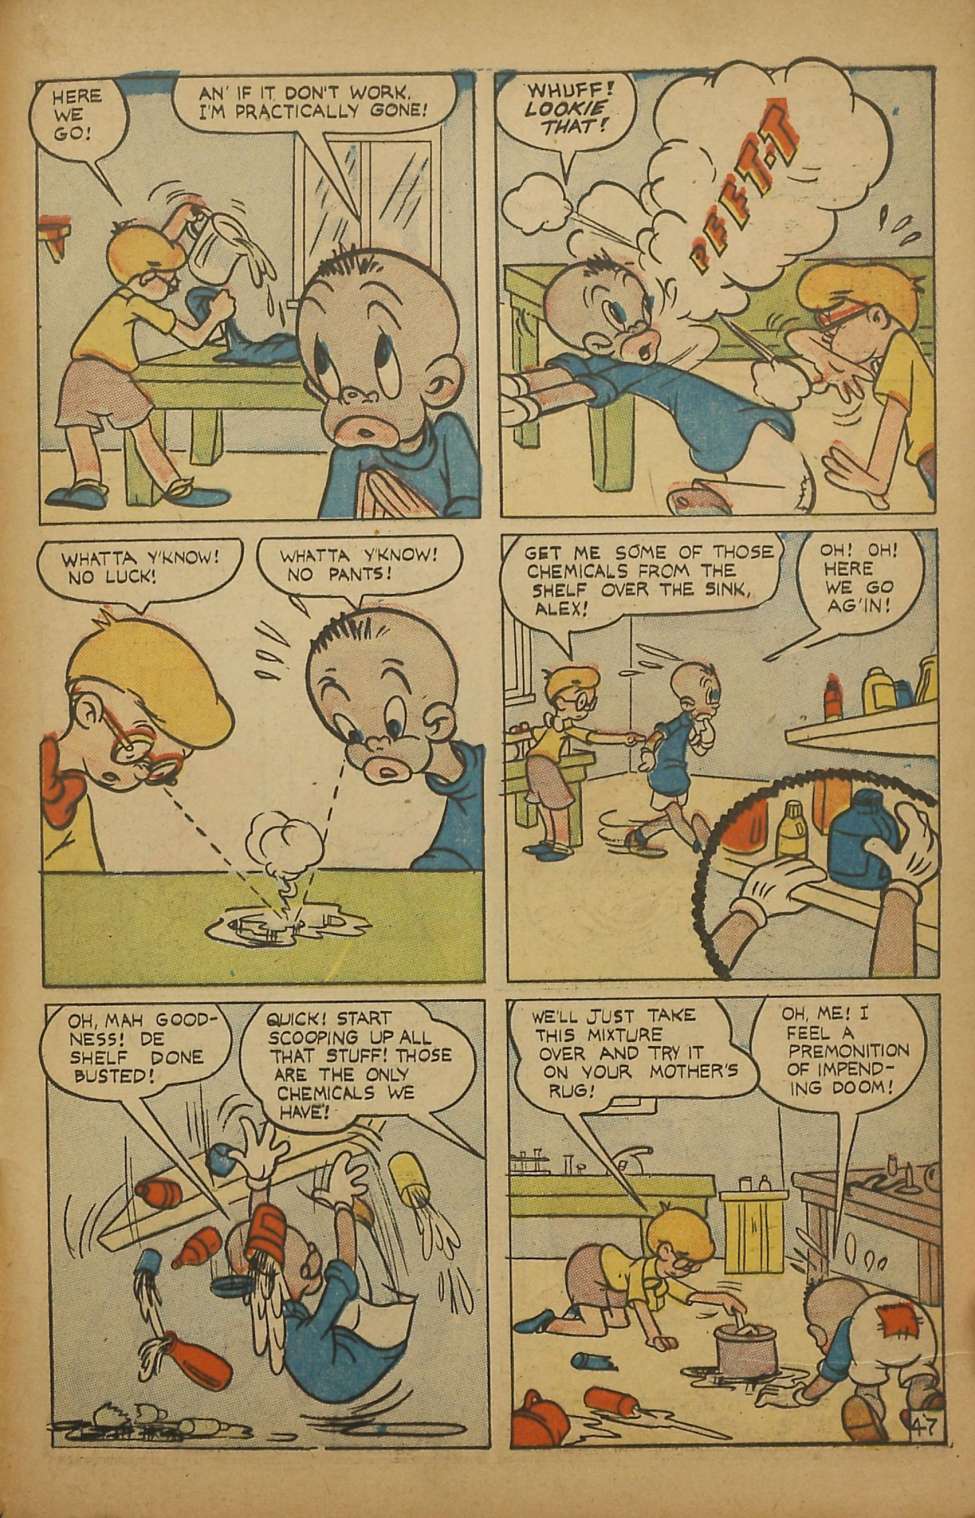 HERE
WE
GO!
AN' IF IT DON'T WORK,
I'M PRACTICALLY GONE!
WHUFF!
LOOKIE
THAT!
PFFT-T
WHATTA Y'KNOW!
NO LUCK!
WHATTA Y'KNOW!
NO PANTS!
GET ME SOME OF THOSE
CHEMICALS FROM THE
SHELF OVER THE SINK,
ALEX!
OH! OH!
HERE
WE GO
AG'IN!
OH, MAH GOOD-
NESS! DE
SHELF DONE
BUSTED!
QUICK! START
SCOOPING UP ALL
THAT STUFF! THOSE
ARE THE ONLY
CHEMICALS WE
HAVE!
WE'LL JUST TAKE
THIS MIXTURE
OVER AND TRY IT
ON YOUR MOTHER'S
RUG!
OH, ME! I
FEEL A
PREMONITION
OF IMPEND-
ING DOOM!
47